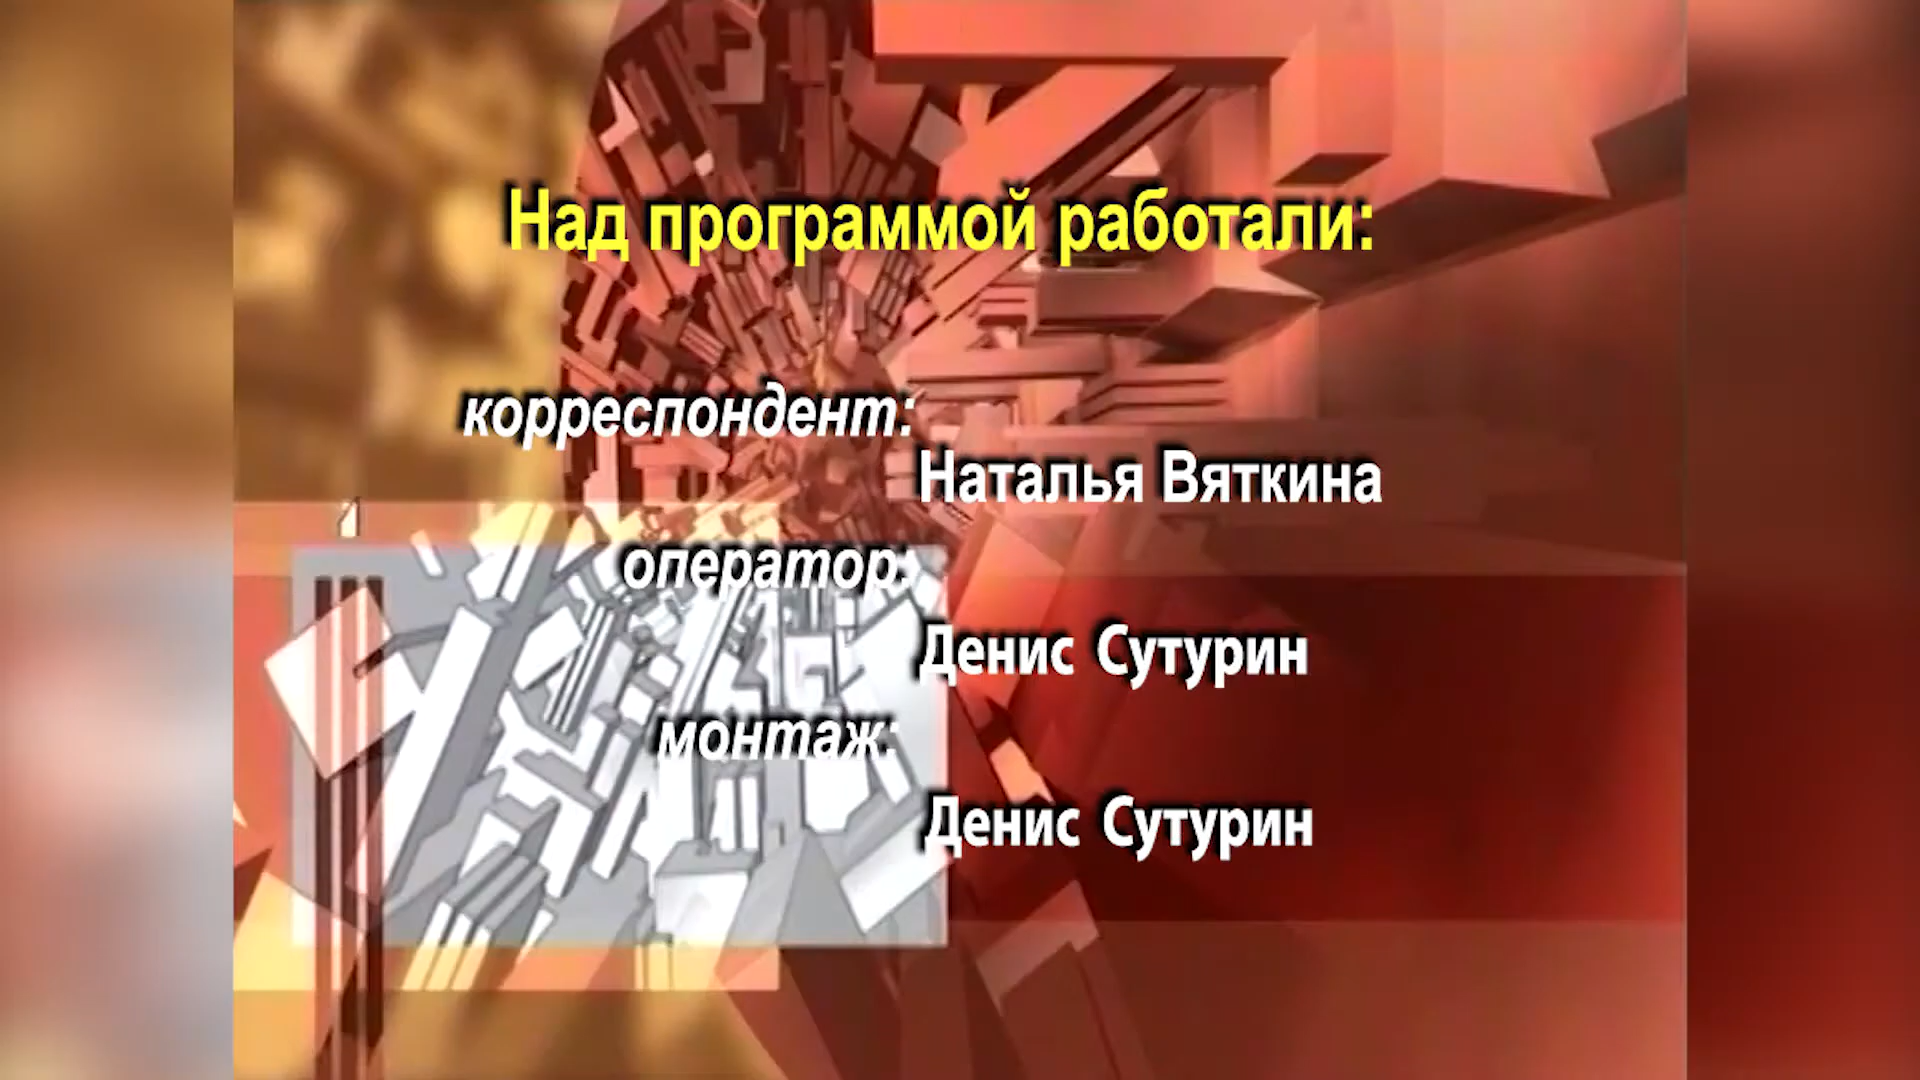 Над программой работали:
корреспондент:
Наталья Вяткина
оператор:
Денис Сутурин
монтаж:
Денис Сутурин